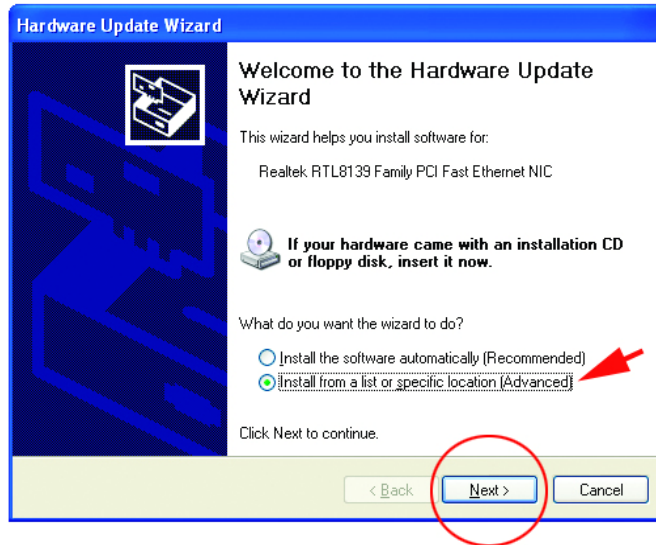 Hardware Update Wizard
Welcome to the Hardware Update
Wizard
This wizard helps you install software for:
Realtek RTL8139 Family PCI Fast Ethernet NIC
If your hardware came with an installation CD
or floppy disk, insert it now.
What do you want the wizard to do?
Install the software automatically (Recommended)
Install from a list or specific location (Advanced)
Click Next to continue.
< Back Next > Cancel